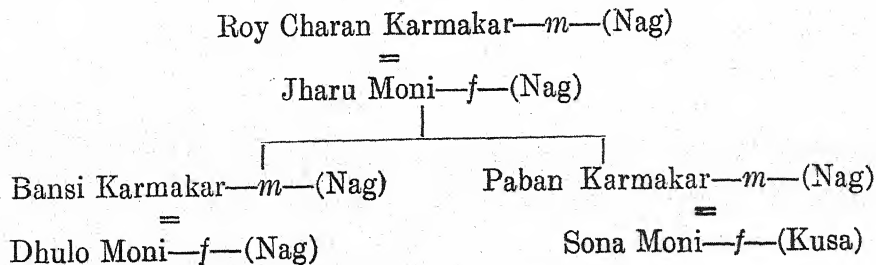 Roy Charan Karmakar—m—(Nag)
=
Jharu Moni—f—(Nag)
Bansi Karmakar—m—(Nag) Paban Karmakar—m—(Nag)
= =
Dhulo Moni—f—(Nag) Sona Moni—f—(Kusa)